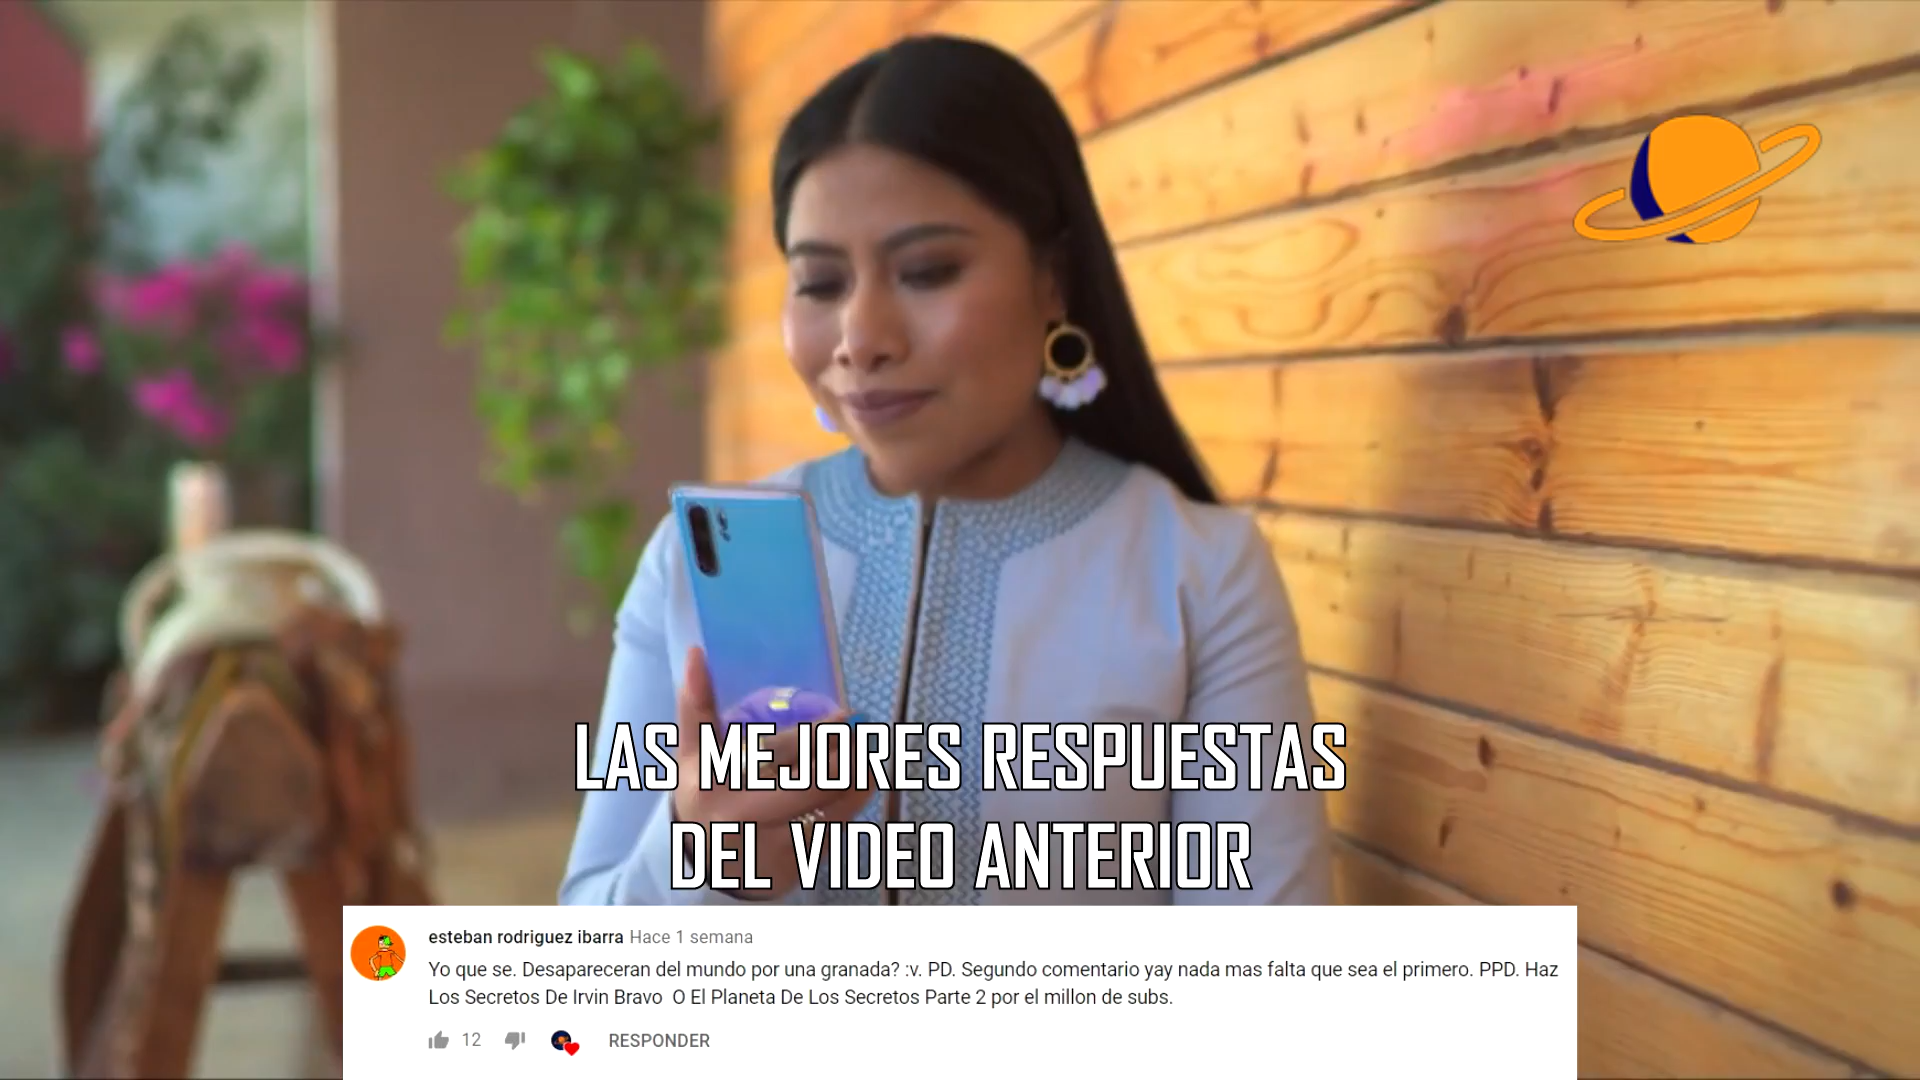 LAS MEJORES RESPUESTAS
DEL VIDEO ANTERIOR
esteban rodriguez ibarra Hace 1 semana
Yo que se. Desapareceran del mundo por una granada? :v. PD. Segundo comentario yay nada mas falta que sea el primero. PPD. Haz
Los Secretos De Irvin Bravo O El Planeta De Los Secretos Parte 2 por el millon de subs.
12 RESPONDER